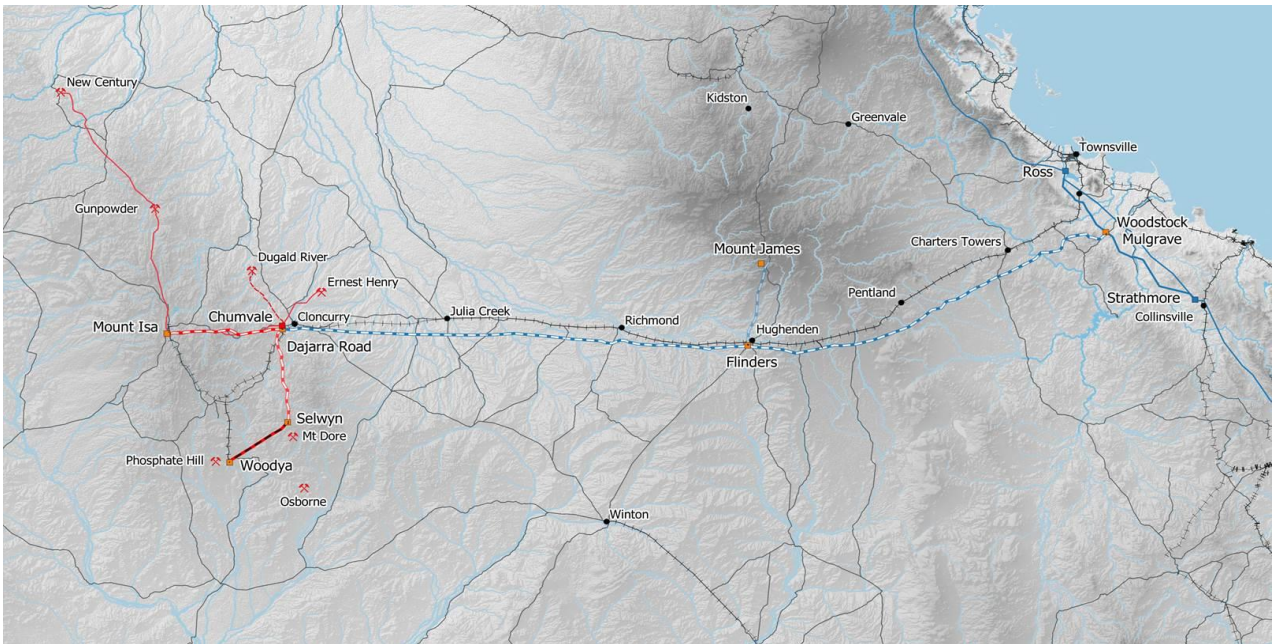 New Century
Kidston
Greenvale
Townsville
Ross
Gunpowder
Woodstock
Mulgrave
Charters Towers
Mount James
Dugald River
Ernest Henry
Pentland
Strathmore
Collinsville
Chumvale
Cloncurry
Julia Creek
Richmond
Mount Isa
Hughenden
Dajarra Road
Flinders
Selwyn
Mt Dore
Phosphate Hill
Woodya
Osborne
Winton